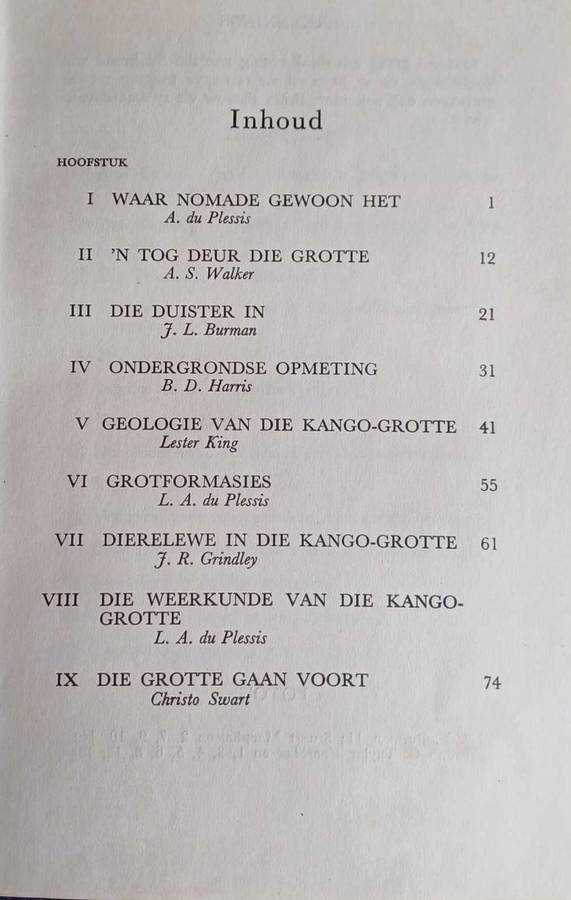 Inhoud
HOOFSTUK
I WAAR NOMADE GEWOON HET 1
A. du Plessis
II 'N TOG DEUR DIE GROTTE 12
A. S. Walker
III DIE DUISTER IN 21
J. L. Burman
IV ONDERGRONDSE OPMETING 31
B. D. Harris
V GEOLOGIE VAN DIE KANGO-GROTTE 41
Lester King
VI GROTFORMASIES 55
L. A. du Plessis
VII DIERELEWE IN DIE KANGO-GROTTE 61
J. R. Grindley
VIII DIE WEERKUNDE VAN DIE KANGO-
GROTTE
L. A. du Plessis
IX DIE GROTTE GAAN VOORT 74
Christo Swart